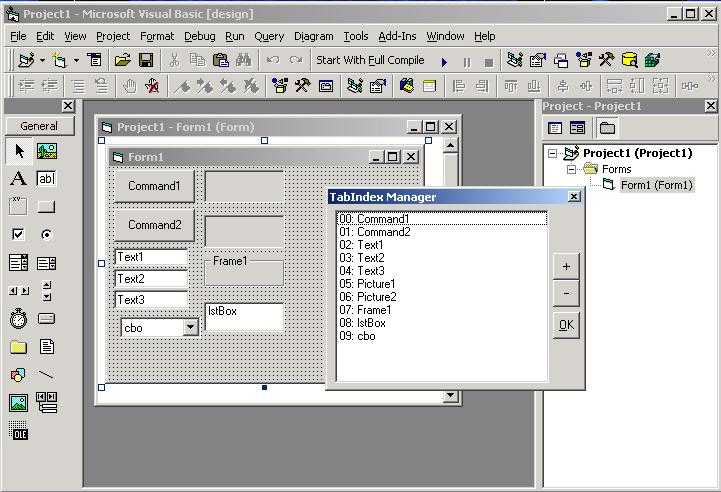 Project1 - Microsoft Visual Basic [design]
File Edit View Project Format Debug Run Query Diagram Tools Add-Ins Window Help
Start With Full Compile
General
A
ab
xv
OLE
Project1 - Form1 (Form)
Form1
Command1
Command2
Text1
Text2
Text3
cbo
Frame1
lstBox
TabIndex Manager
00: Command1
01: Command2
02: Text1
03: Text2
04: Text3
05: Picture1
06: Picture2
07: Frame1
08: lstBox
09: cbo
+
-
OK
Project - Project1
Project1 (Project1)
Forms
Form1 (Form1)